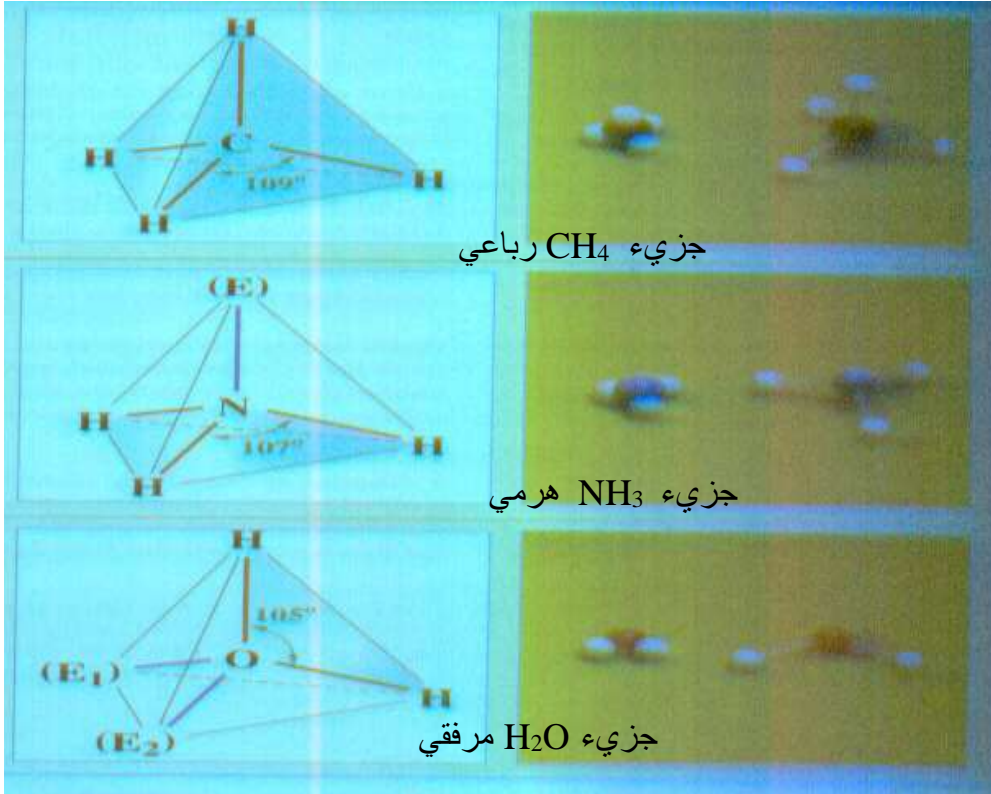 H
C
H
109°
H
H
جزيء CH₄ رباعي
(E)
H
N
107°
H
H
جزيء NH₃ هرمي
H
105°
(E₁)
O
H
(E₂)
جزيء H₂O مرفقي